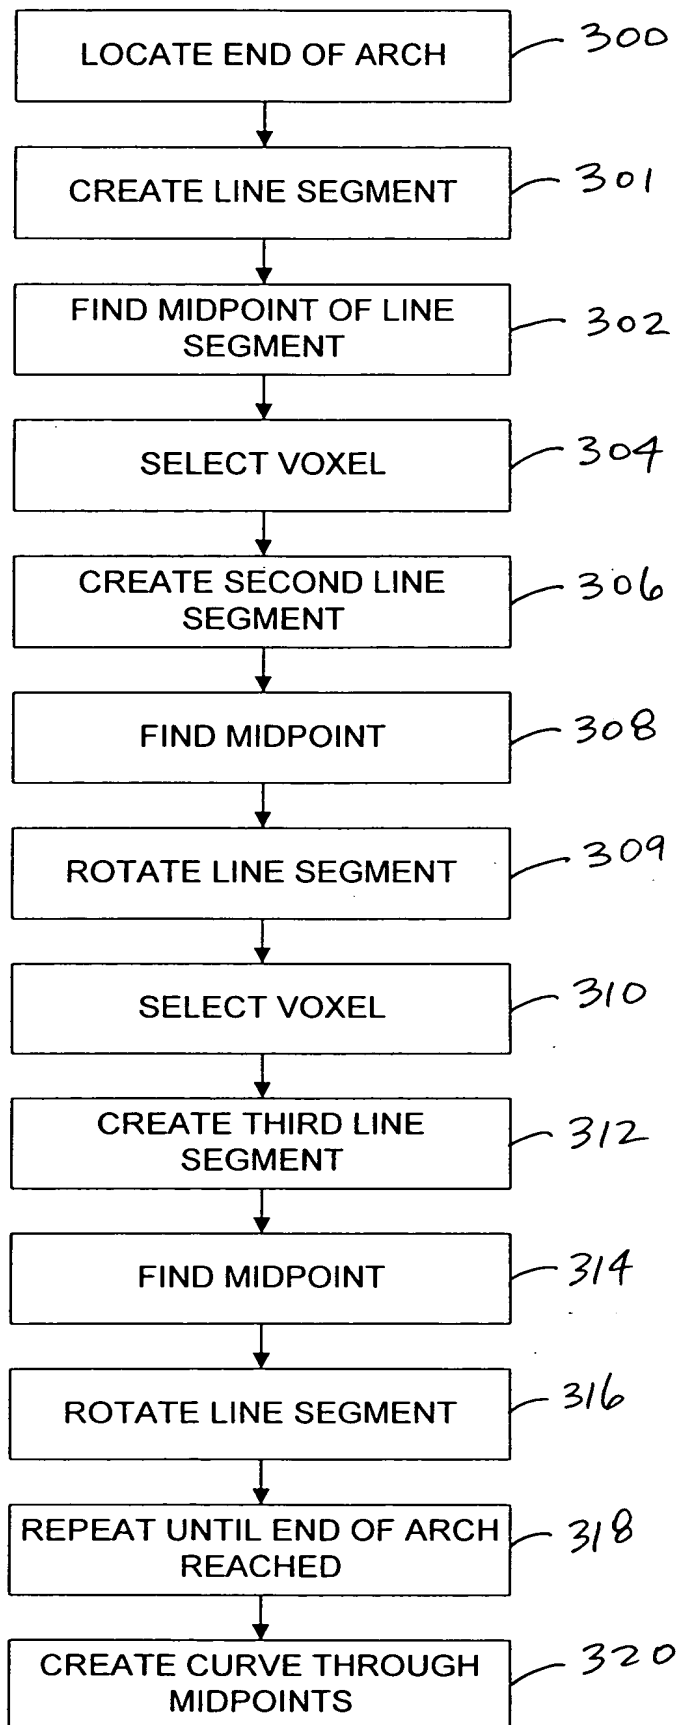 LOCATE END OF ARCH
300
CREATE LINE SEGMENT
301
FIND MIDPOINT OF LINE
SEGMENT
302
SELECT VOXEL
304
CREATE SECOND LINE
SEGMENT
306
FIND MIDPOINT
308
ROTATE LINE SEGMENT
309
SELECT VOXEL
310
CREATE THIRD LINE
SEGMENT
312
FIND MIDPOINT
314
ROTATE LINE SEGMENT
316
REPEAT UNTIL END OF ARCH
REACHED
318
CREATE CURVE THROUGH
MIDPOINTS
320